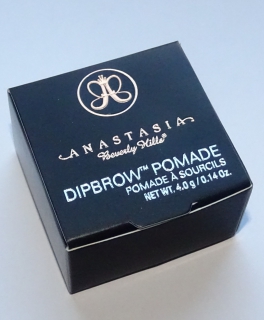 ANASTASIA
Beverly Hills®
DIPBROW™ POMADE
POMADE À SOURCILS
NET WT. 4.0 g / 0.14 Oz.